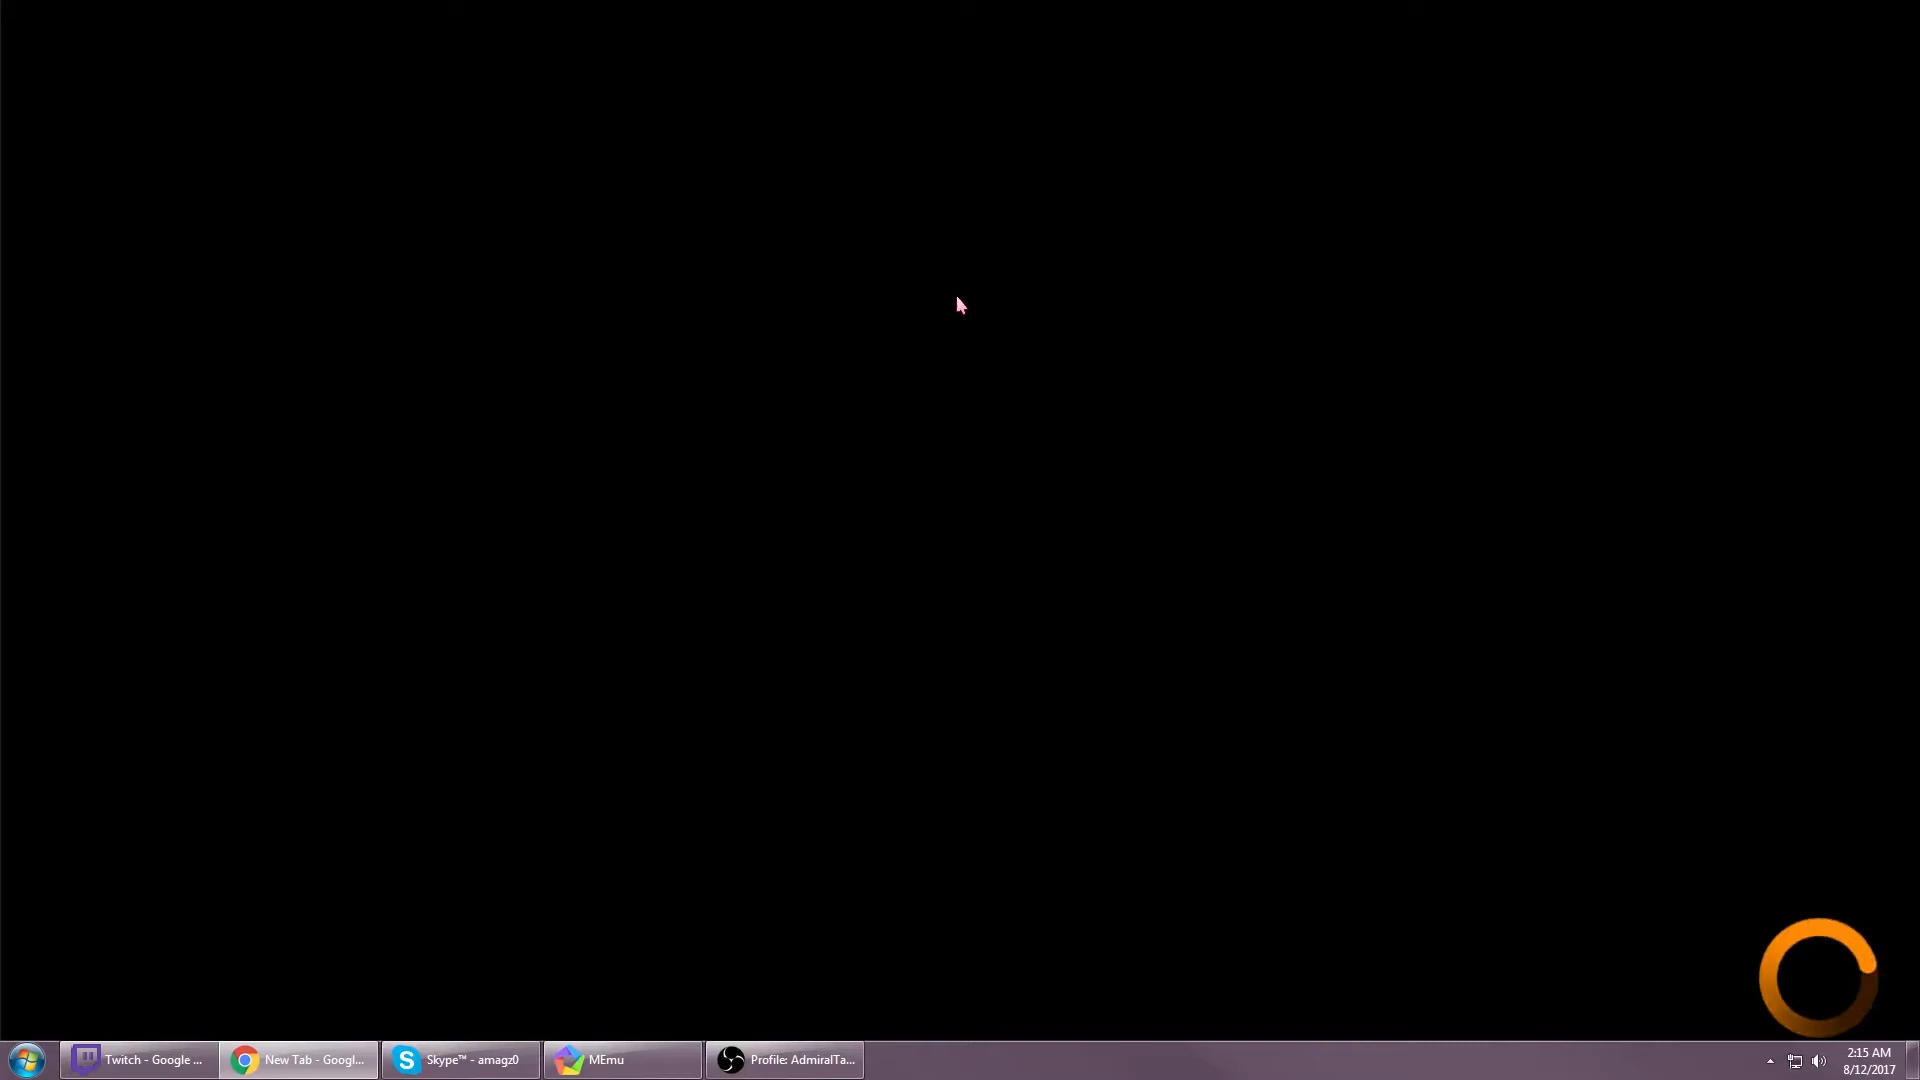 Twitch - Google ...
New Tab - Googl...
Skype™ - amagz0
MEmu
Profile: AdmiralTa...
2:15 AM
8/12/2017